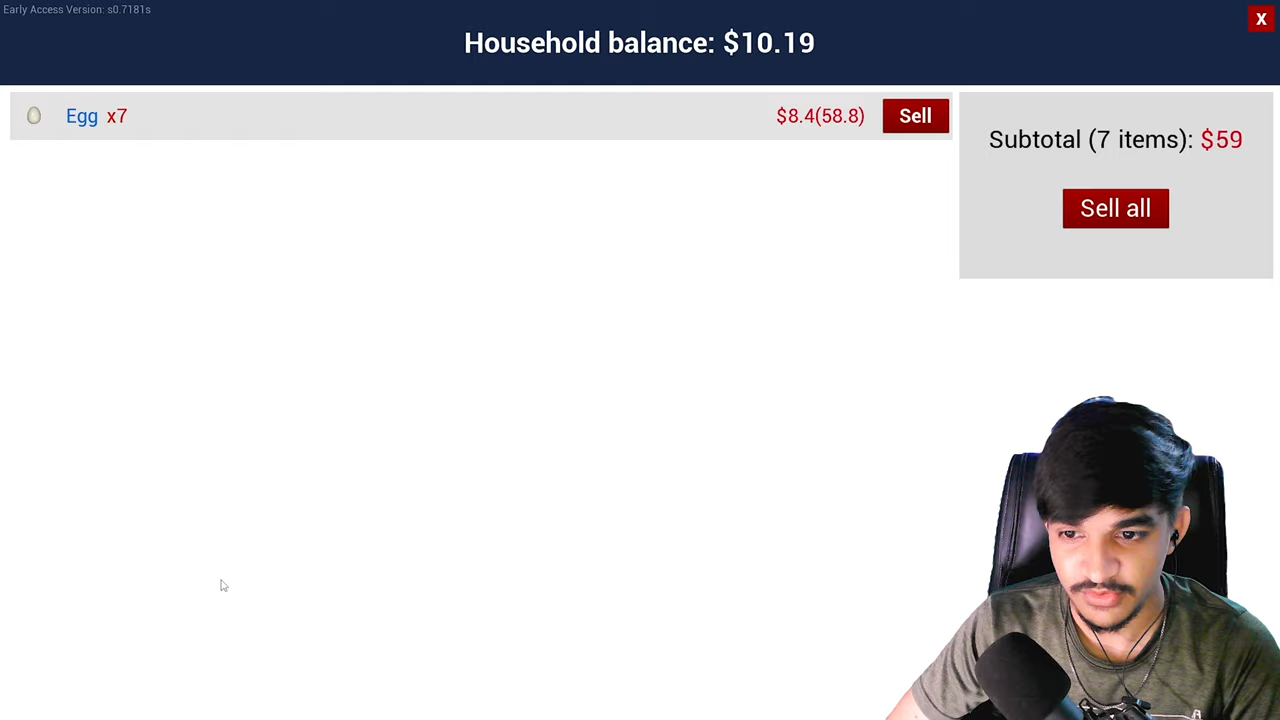 Early Access Version: s0.7181s
X
Household balance: $10.19
Egg x7 $8.4(58.8) Sell
Subtotal (7 items): $59
Sell all